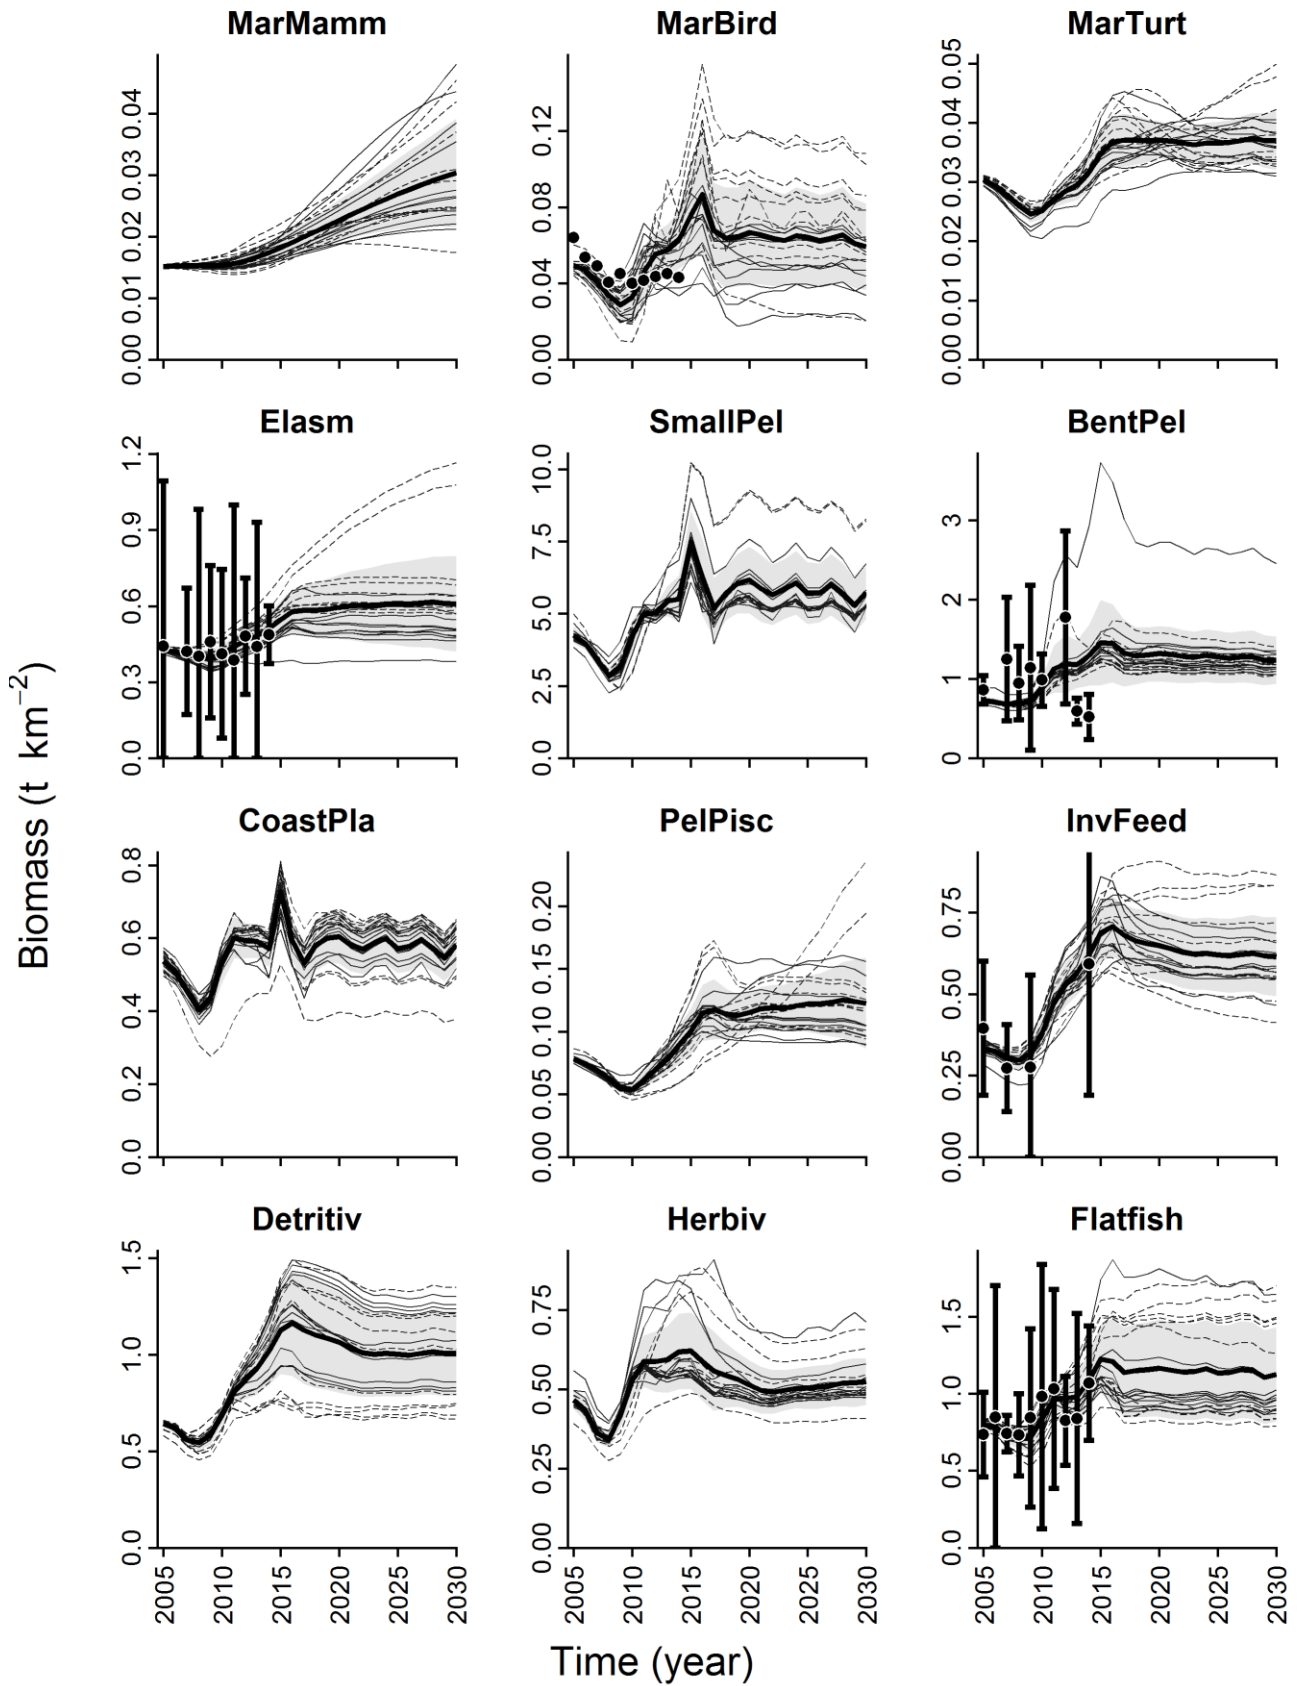 MarMamm MarBird MarTurt
0.00 0.01 0.02 0.03 0.04
0.00 0.04 0.08 0.12
0.00 0.01 0.02 0.03 0.04 0.05
Elasm SmallPel BentPel
0.0 0.3 0.6 0.9 1.2
0.0 2.5 5.0 7.5 10.0
0 1 2 3
Biomass (t km−2)
CoastPla PelPisc InvFeed
0.0 0.2 0.4 0.6 0.8
0.00 0.05 0.10 0.15 0.20
0.00 0.25 0.50 0.75
Detritiv Herbiv Flatfish
0.0 0.5 1.0 1.5
0.00 0.25 0.50 0.75
0.0 0.5 1.0 1.5
2005 2010 2015 2020 2025 2030
2005 2010 2015 2020 2025 2030
2005 2010 2015 2020 2025 2030
Time (year)